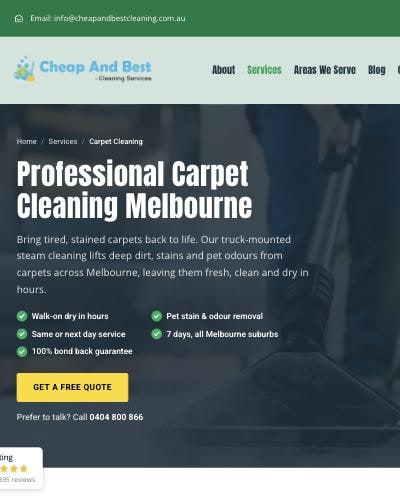 Email: info@cheapandbestcleaning.com.au
Cheap And Best
- Cleaning Services
About Services Areas We Serve Blog
Home / Services / Carpet Cleaning
Professional Carpet
Cleaning Melbourne
Bring tired, stained carpets back to life. Our truck-mounted
steam cleaning lifts deep dirt, stains and pet odours from
carpets across Melbourne, leaving them fresh, clean and dry in
hours.
Walk-on dry in hours
Pet stain & odour removal
Same or next day service
7 days, all Melbourne suburbs
100% bond back guarantee
GET A FREE QUOTE
Prefer to talk? Call 0404 800 866
reviews